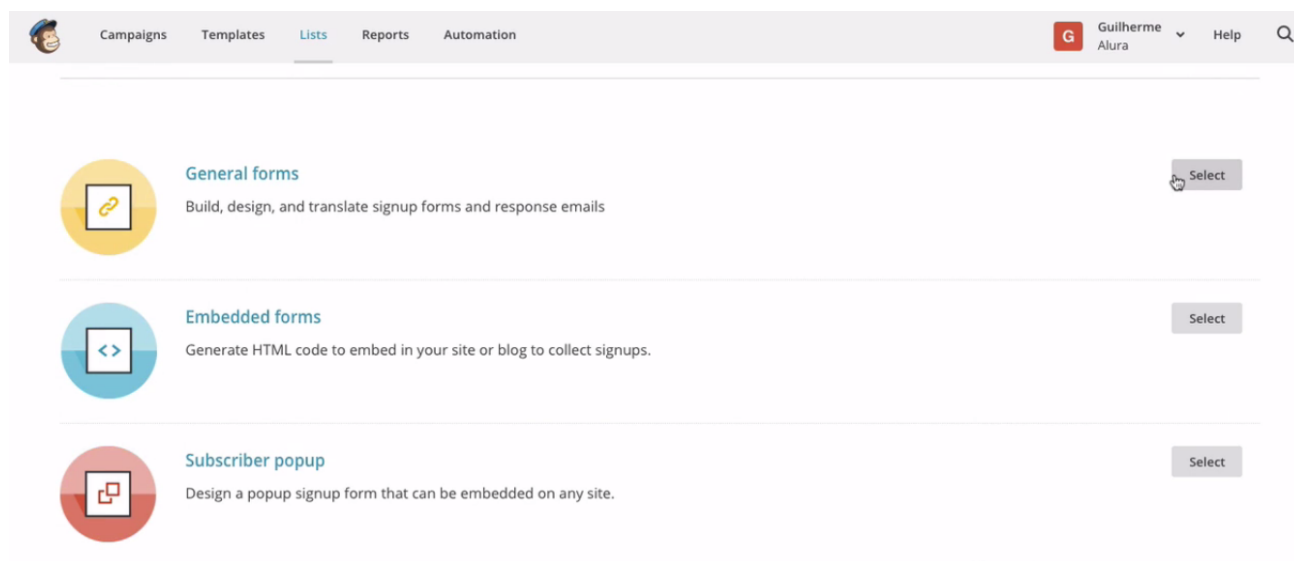 Campaigns Templates Lists Reports Automation G Guilherme Help
Alura
General forms
Select
Build, design, and translate signup forms and response emails
Embedded forms
Select
Generate HTML code to embed in your site or blog to collect signups.
Subscriber popup
Select
Design a popup signup form that can be embedded on any site.